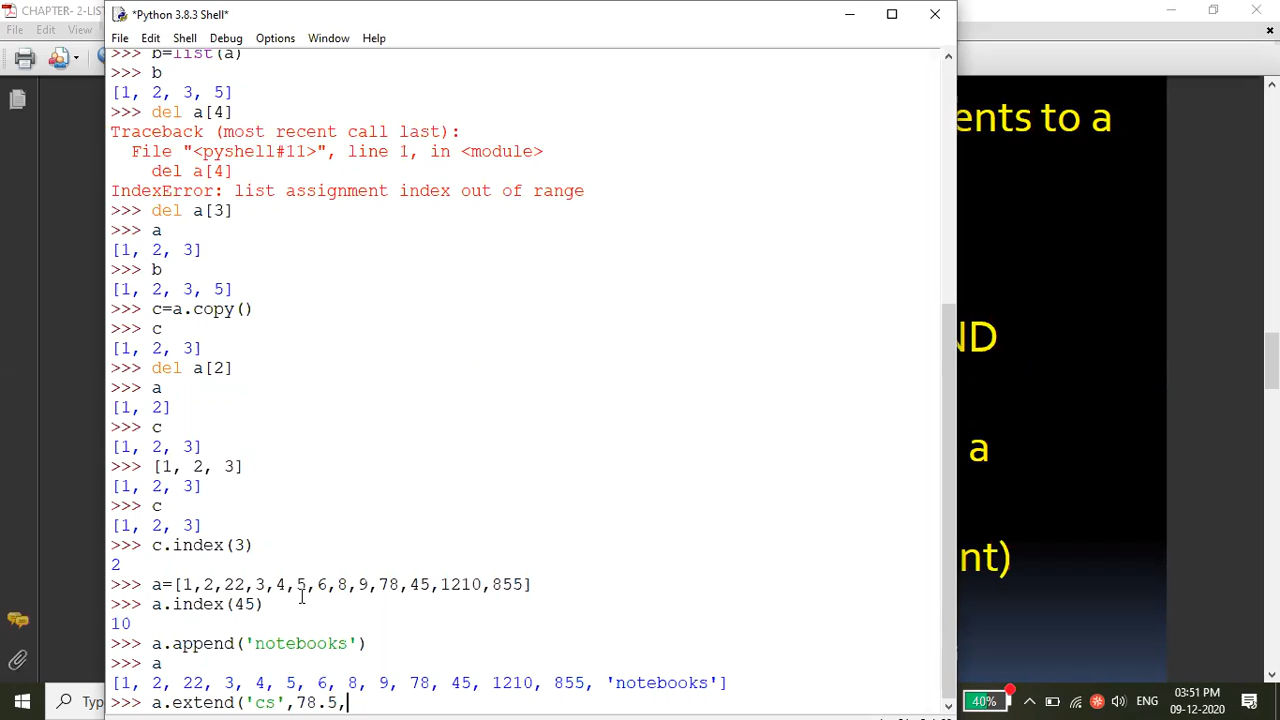 CHAPTER- 2-LIST
*Python 3.8.3 Shell*
File
File Edit Shell Debug Options Window Help
>>> b=list(a)
>>> b
[1, 2, 3, 5]
>>> del a[4]
Traceback (most recent call last):
File "<pyshell#11>", line 1, in <module>
del a[4]
IndexError: list assignment index out of range
>>> del a[3]
>>> a
[1, 2, 3]
>>> b
[1, 2, 3, 5]
>>> c=a.copy()
>>> c
[1, 2, 3]
>>> del a[2]
>>> a
[1, 2]
>>> c
[1, 2, 3]
>>> [1, 2, 3]
[1, 2, 3]
>>> c
[1, 2, 3]
>>> c.index(3)
2
>>> a=[1,2,22,3,4,5,6,8,9,78,45,1210,855]
>>> a.index(45)
10
>>> a.append('notebooks')
>>> a
[1, 2, 22, 3, 4, 5, 6, 8, 9, 78, 45, 1210, 855, 'notebooks']
>>> a.extend('cs',78.5,
ents to a
ND
a
nt)
Typ
40%
03:51 PM
09-12-2020